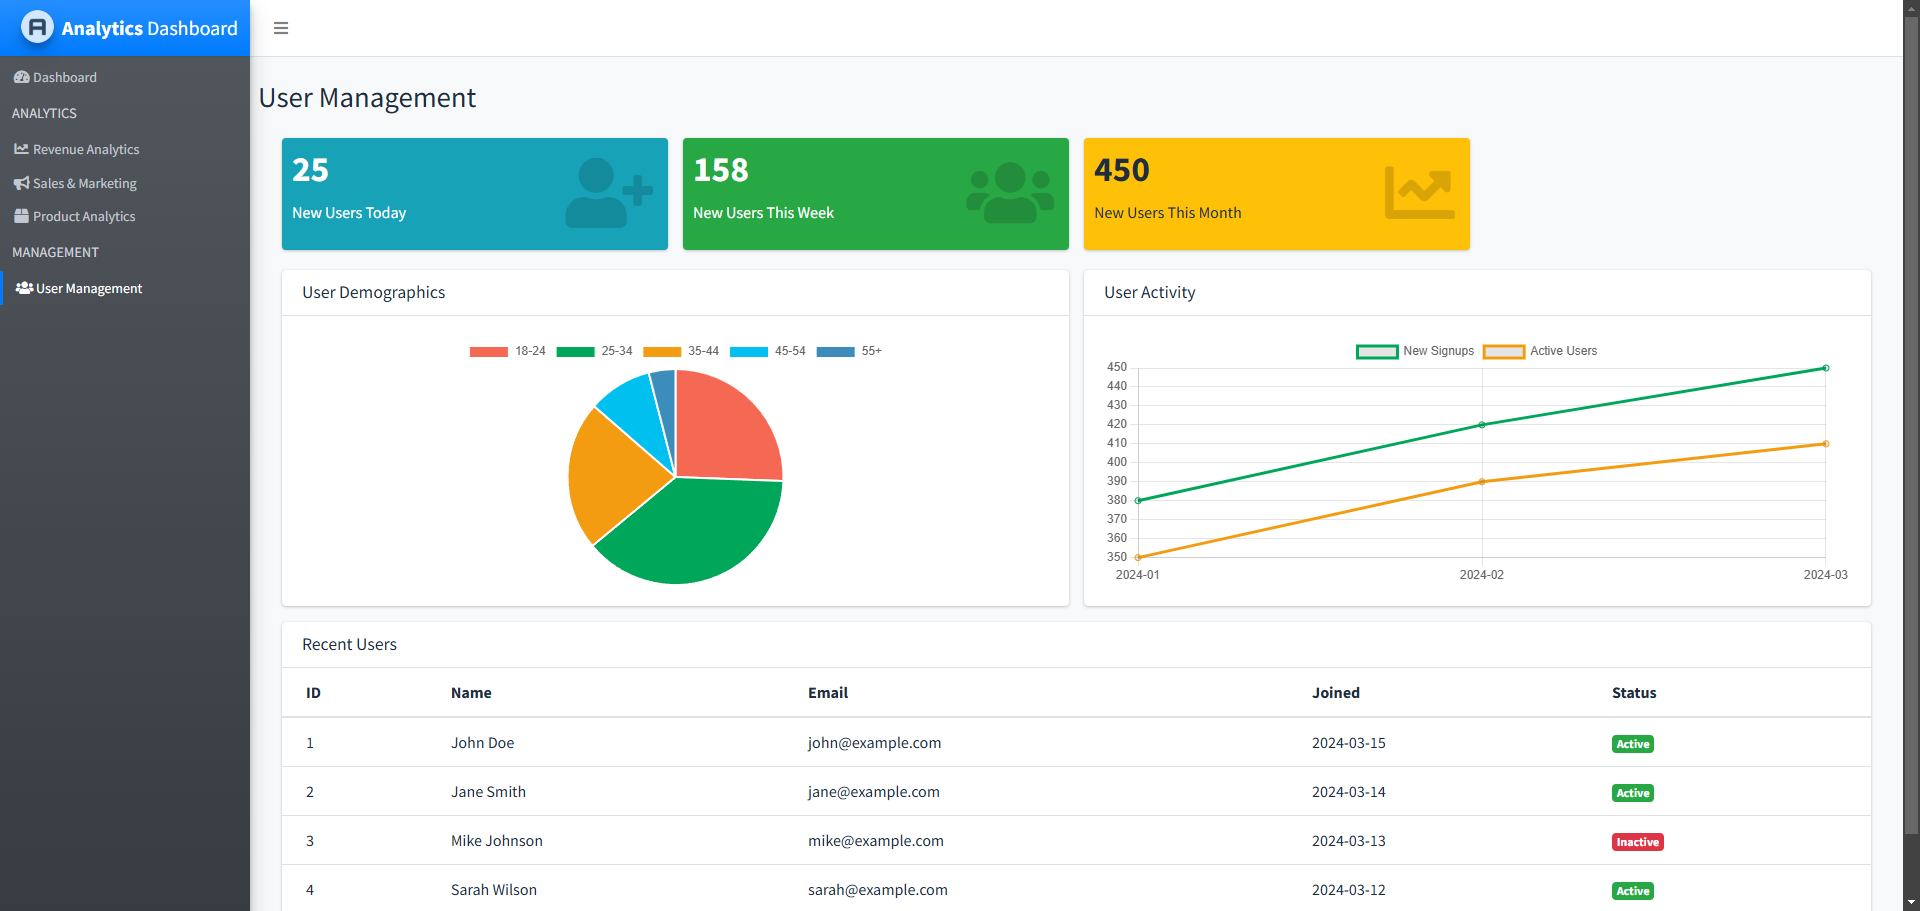 Analytics Dashboard
Dashboard
ANALYTICS
Revenue Analytics
Sales & Marketing
Product Analytics
MANAGEMENT
User Management
User Management
25
New Users Today
158
New Users This Week
450
New Users This Month
User Demographics
18-24 25-34 35-44 45-54 55+
User Activity
New Signups Active Users
450
440
430
420
410
400
390
380
370
360
350
2024-01 2024-02 2024-03
Recent Users
ID Name Email Joined Status
1 John Doe john@example.com 2024-03-15 Active
2 Jane Smith jane@example.com 2024-03-14 Active
3 Mike Johnson mike@example.com 2024-03-13 Inactive
4 Sarah Wilson sarah@example.com 2024-03-12 Active